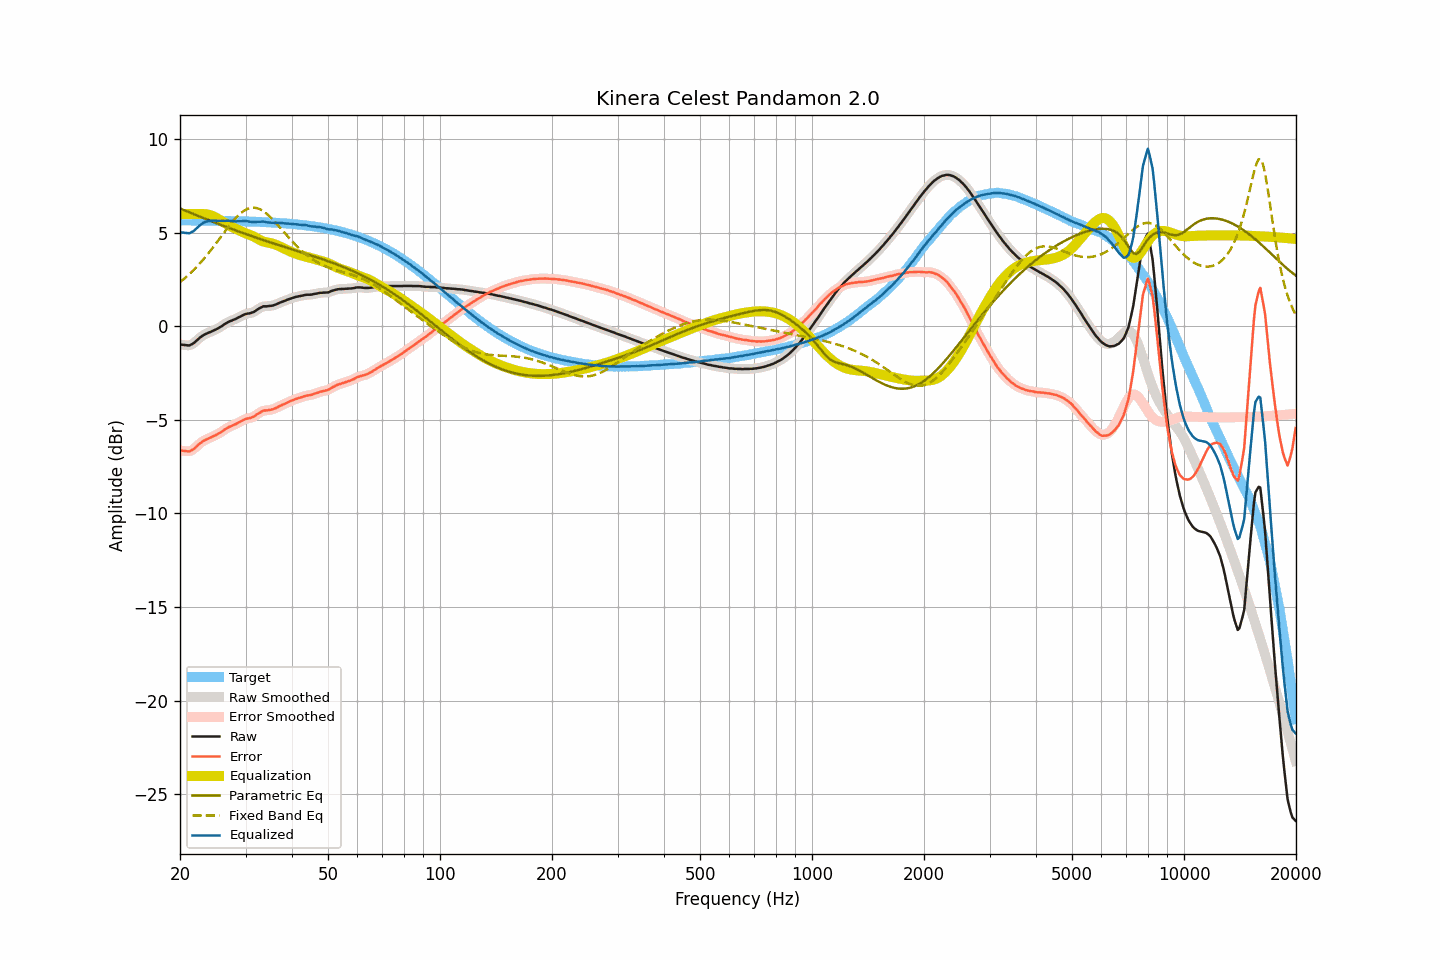 Kinera Celest Pandamon 2.0
10
5
0
−5
−10
−15
−20
−25
Amplitude (dBr)
Target
Raw Smoothed
Error Smoothed
Raw
Error
Equalization
Parametric Eq
Fixed Band Eq
Equalized
20 50 100 200 500 1000 2000 5000 10000 20000
Frequency (Hz)